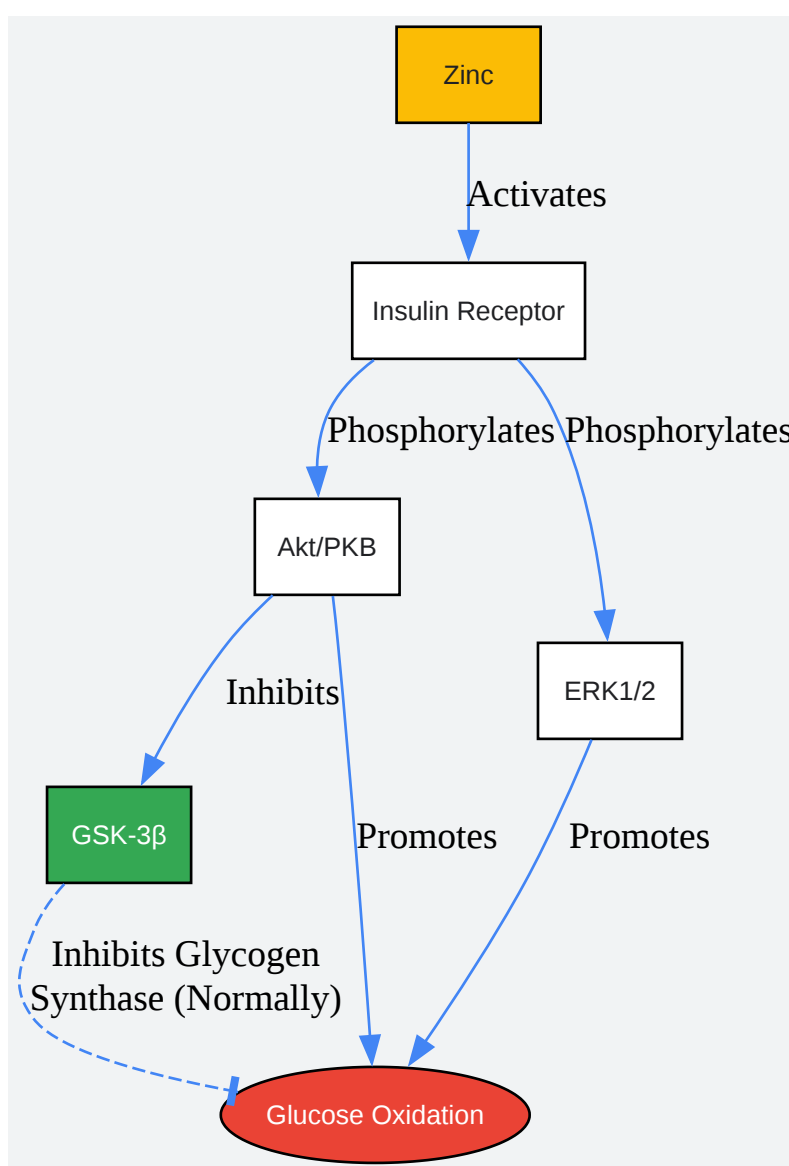 Zinc
Activates
Insulin Receptor
Phosphorylates
Phosphorylates
Akt/PKB
Inhibits
ERK1/2
GSK-3β
Promotes
Promotes
Inhibits Glycogen
Synthase (Normally)
Glucose Oxidation